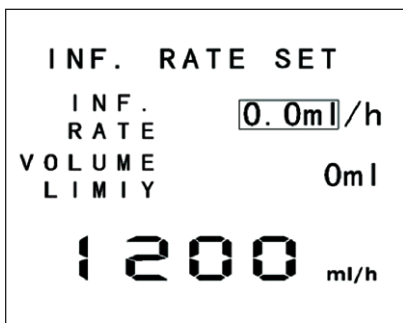 INF. RATE SET
INF. RATE 0.0ml/h
VOLUME LIMIY 0ml
1200 ml/h